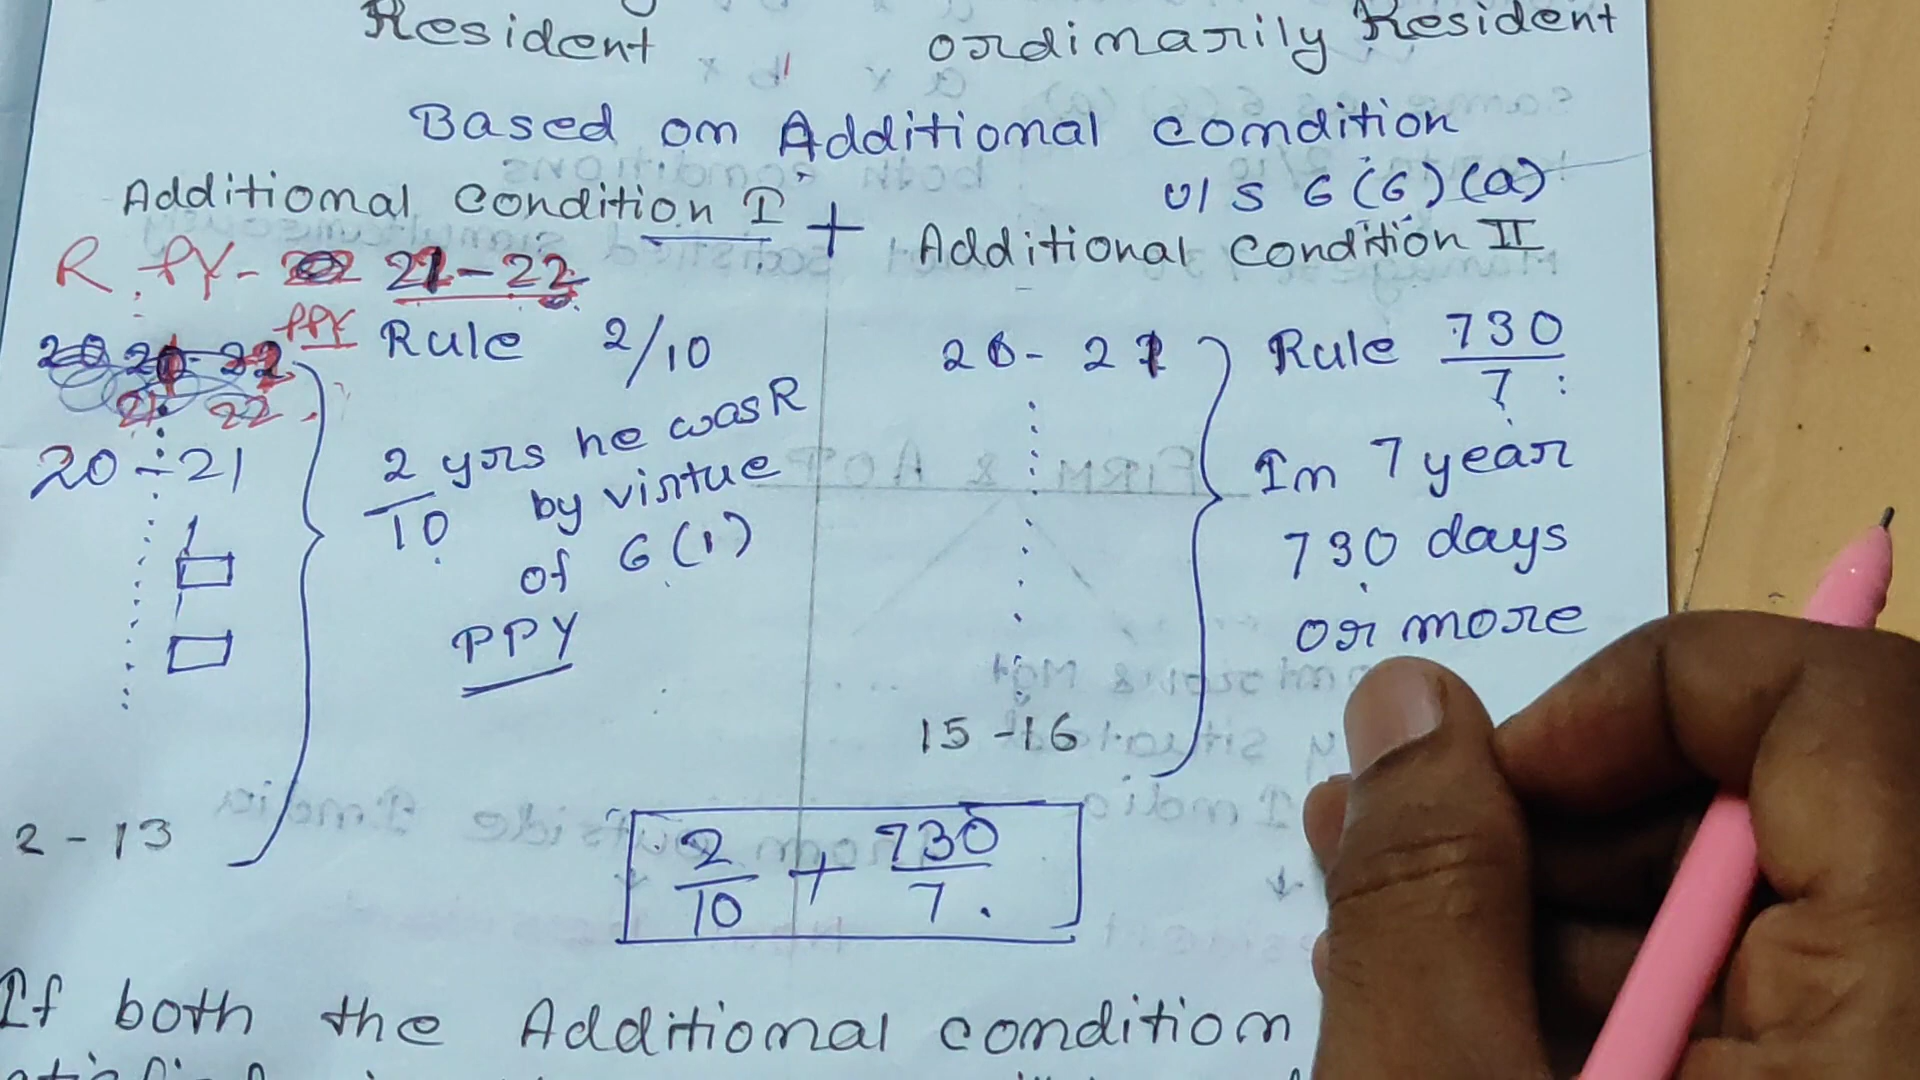 Resident ordinarily Resident
Based on Additional condition
u/s 6(6)(a)
Additional Condition I + Additional Condition II
R PY - 21-22
PPY
Rule 2/10
20-21
2/10 yrs he was R
by virtue
of 6(1)
PPY
2-13
20-21
15-16
Rule 730/7
In 7 year
730 days
or more
2/10 + 730/7.
If both the Additional condition